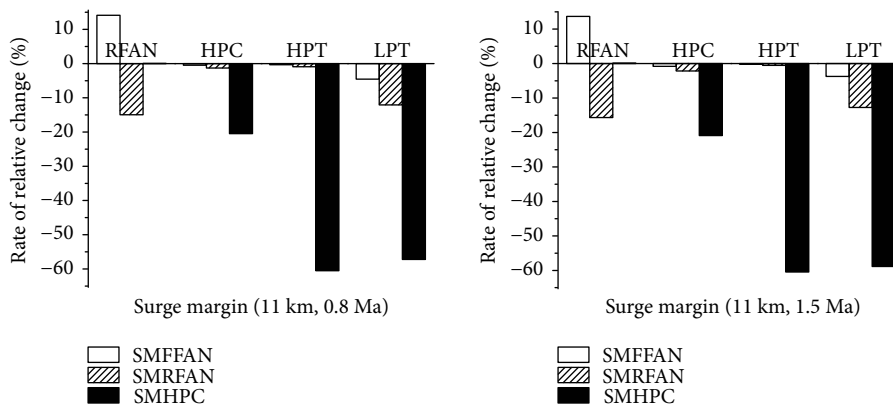 10
0
−10
−20
−30
−40
−50
−60
Rate of relative change (%)
RFAN HPC HPT LPT
Surge margin (11 km, 0.8 Ma)
SMFFAN
SMRFAN
SMHPC
10
0
−10
−20
−30
−40
−50
−60
Rate of relative change (%)
RFAN HPC HPT LPT
Surge margin (11 km, 1.5 Ma)
SMFFAN
SMRFAN
SMHPC